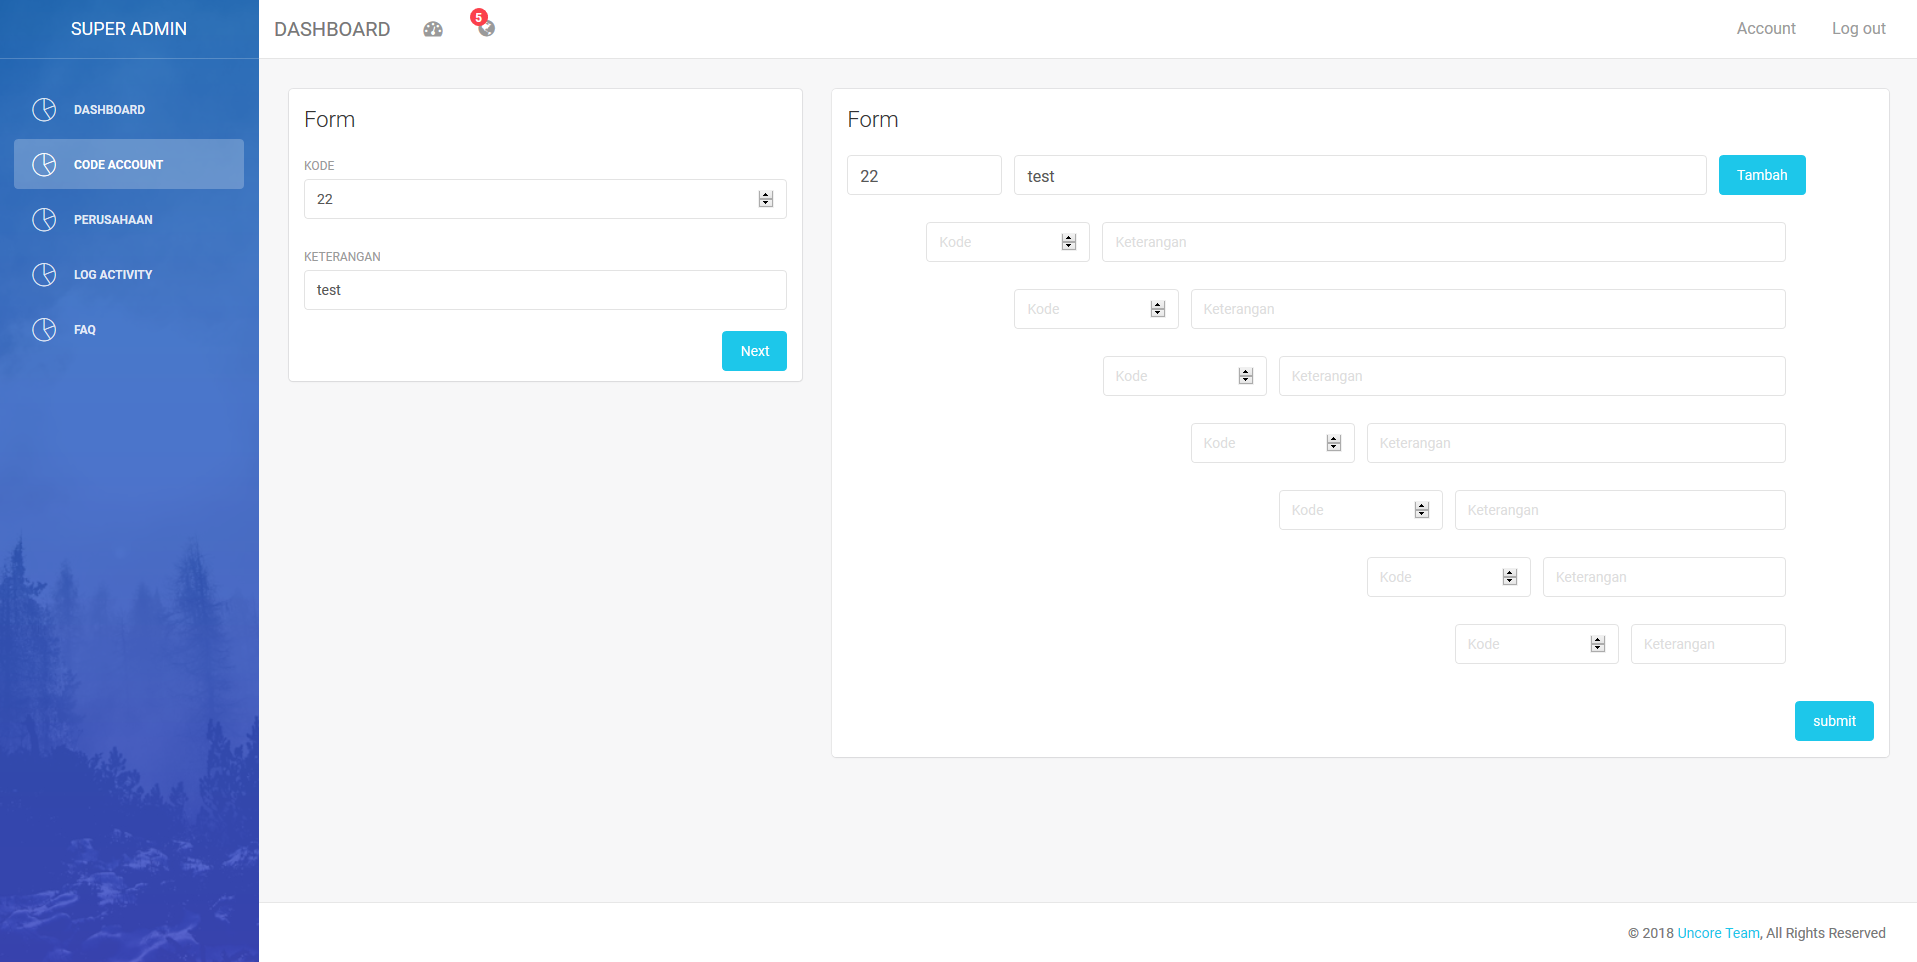 SUPER ADMIN
DASHBOARD
CODE ACCOUNT
PERUSAHAAN
LOG ACTIVITY
FAQ
DASHBOARD 5 Account Log out
Form
KODE
22
KETERANGAN
test
Next
Form
22 test Tambah
Kode Keterangan
Kode Keterangan
Kode Keterangan
Kode Keterangan
Kode Keterangan
Kode Keterangan
Kode Keterangan
submit
© 2018 Uncore Team, All Rights Reserved